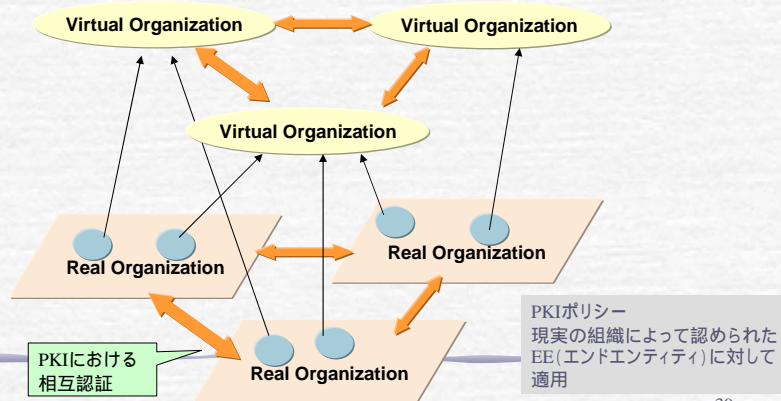 Virtual Organization
Virtual Organization
Virtual Organization
Real Organization
Real Organization
Real Organization
PKIにおける
相互認証
PKIポリシー
現実の組織によって認められた
EE(エンドエンティティ)に対して
適用